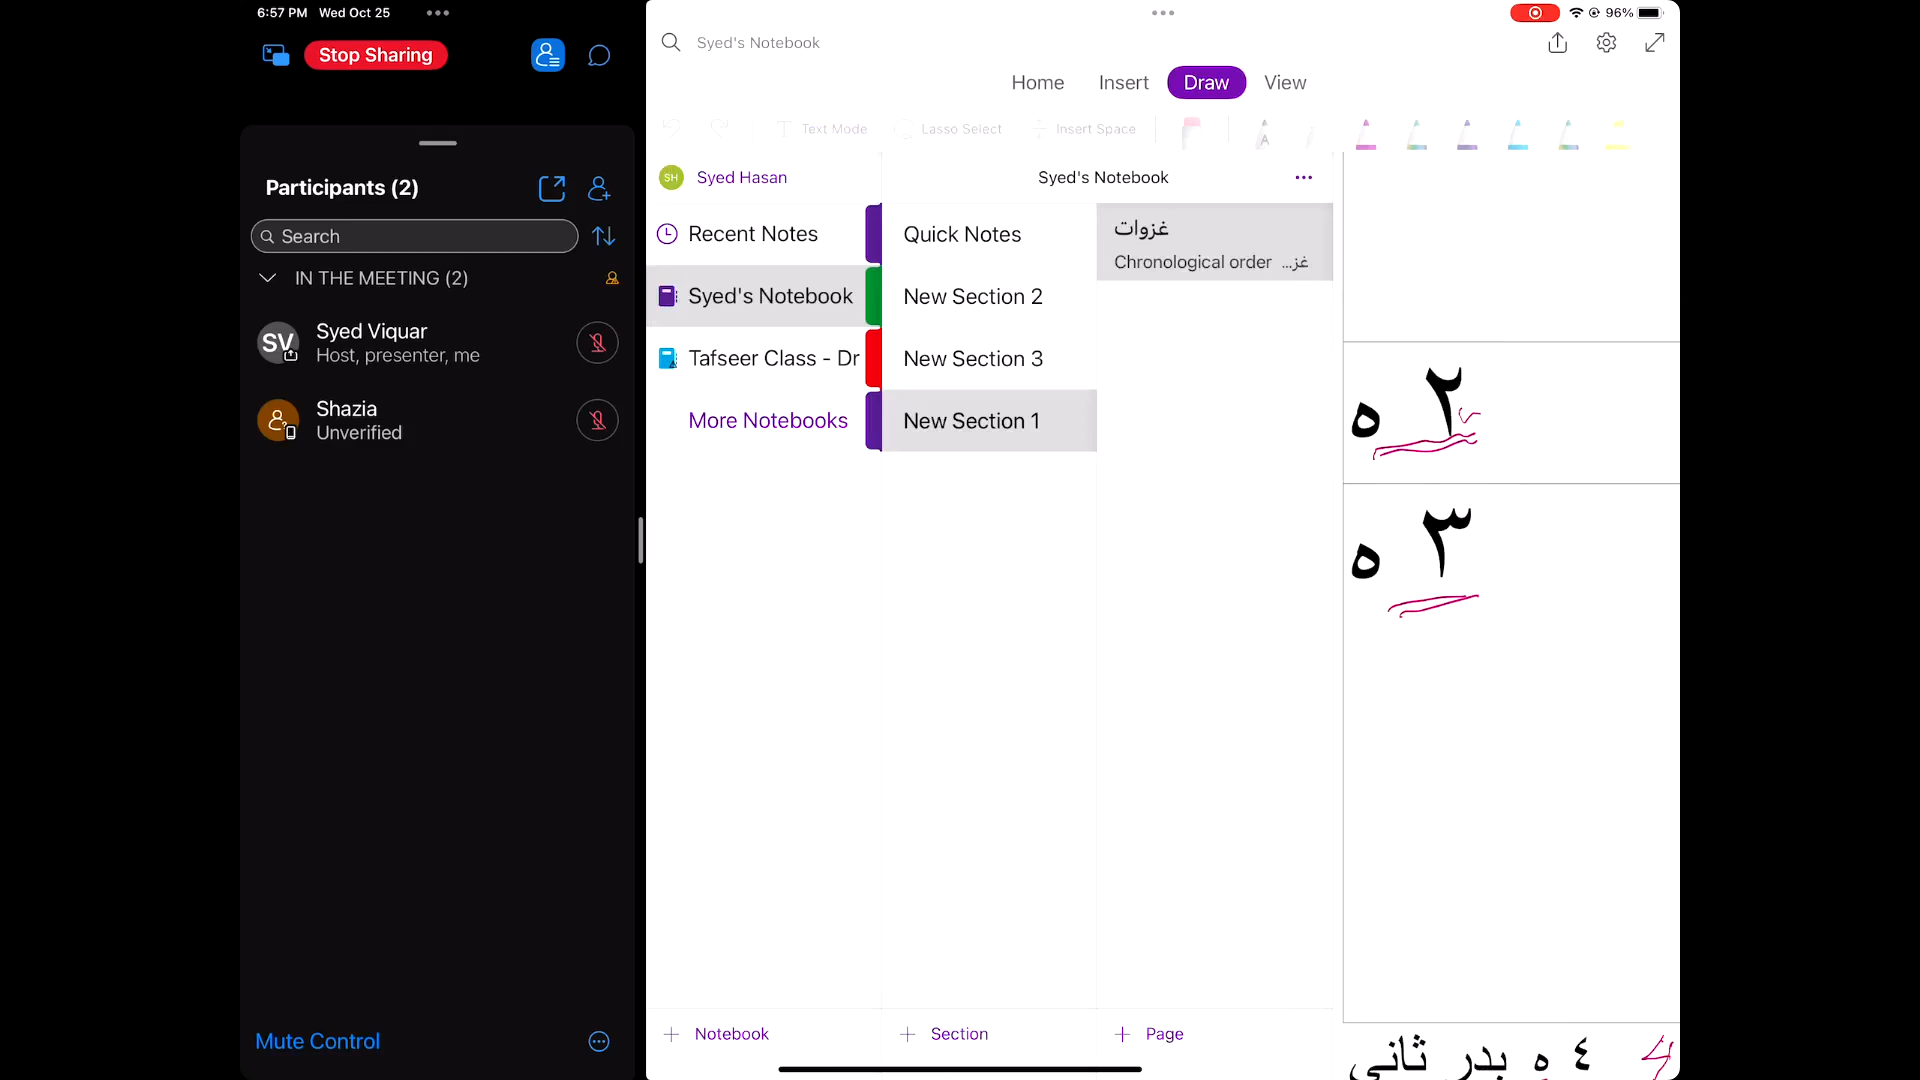 6:57 PM Wed Oct 25
96%
Stop Sharing
Participants (2)
Search
IN THE MEETING (2)
SV
Syed Viquar
Host, presenter, me
Shazia
Unverified
Mute Control
Syed's Notebook
Home Insert Draw View
Text Mode Lasso Select Insert Space
A
SH Syed Hasan
Recent Notes
Syed's Notebook
Tafseer Class - Dr
More Notebooks
Syed's Notebook
Quick Notes
New Section 2
New Section 3
New Section 1
غزوات
Chronological order غز...
Notebook
Section
Page
٢ ه
٣ ه
٤ ه بدر ثاني
4